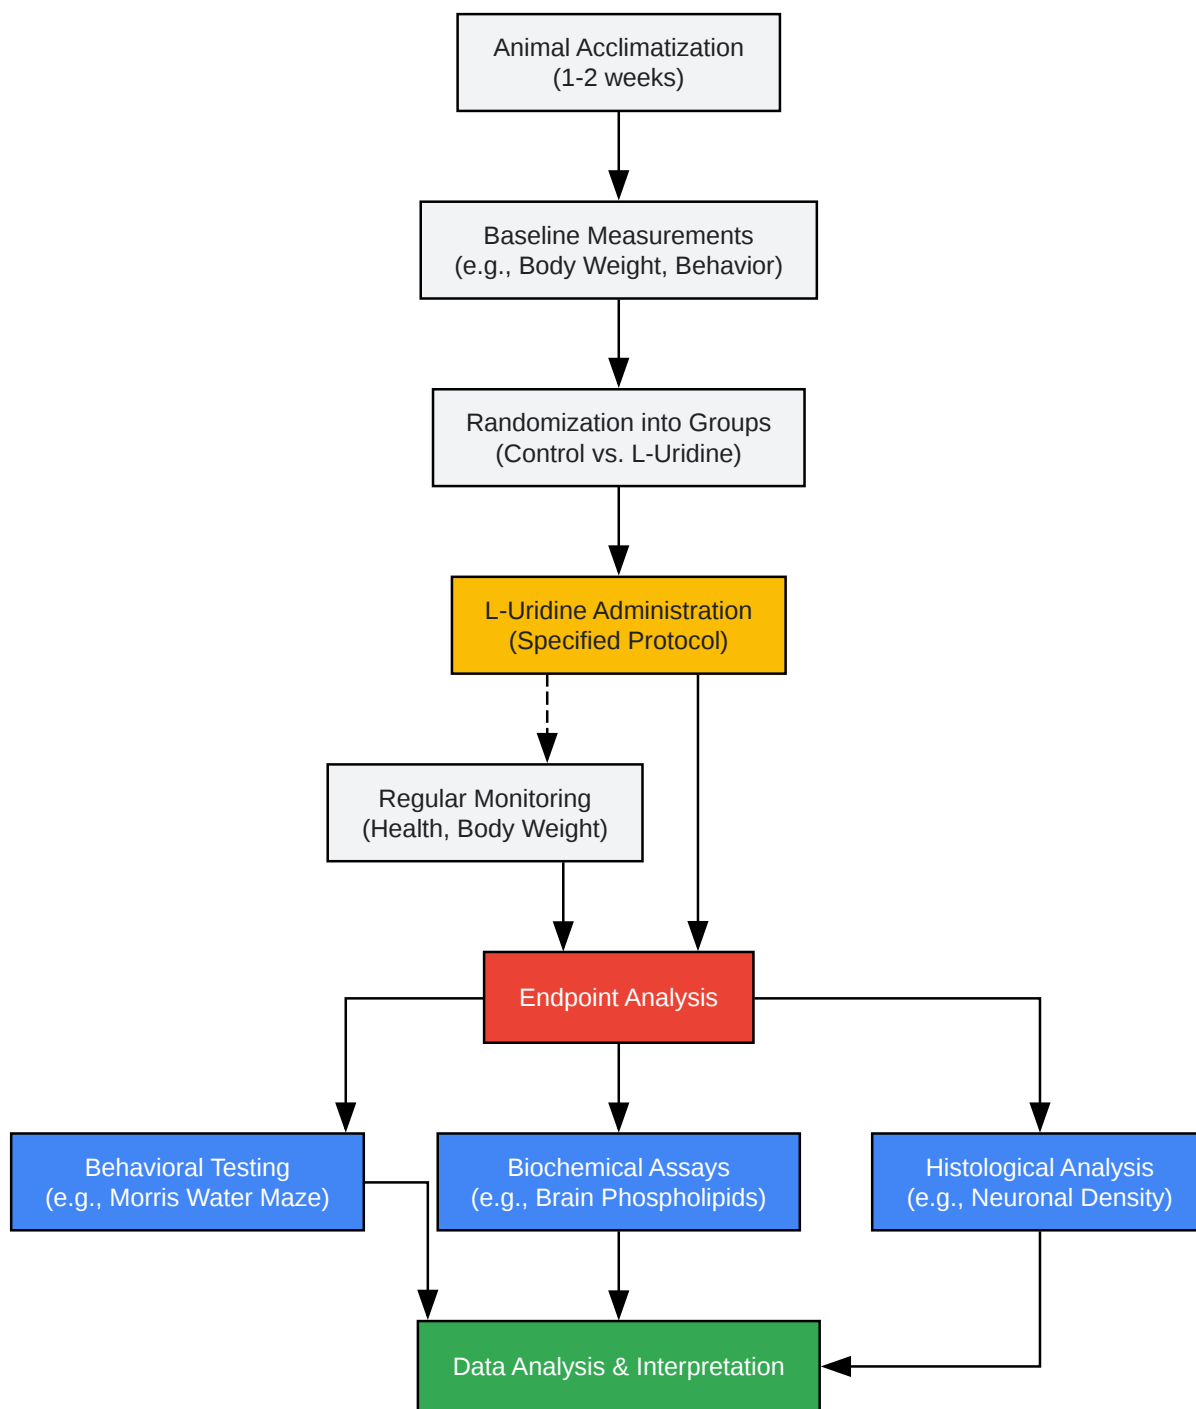 Animal Acclimatization
(1-2 weeks)
Baseline Measurements
(e.g., Body Weight, Behavior)
Randomization into Groups
(Control vs. L-Uridine)
L-Uridine Administration
(Specified Protocol)
Regular Monitoring
(Health, Body Weight)
Endpoint Analysis
Behavioral Testing
(e.g., Morris Water Maze)
Biochemical Assays
(e.g., Brain Phospholipids)
Histological Analysis
(e.g., Neuronal Density)
Data Analysis & Interpretation